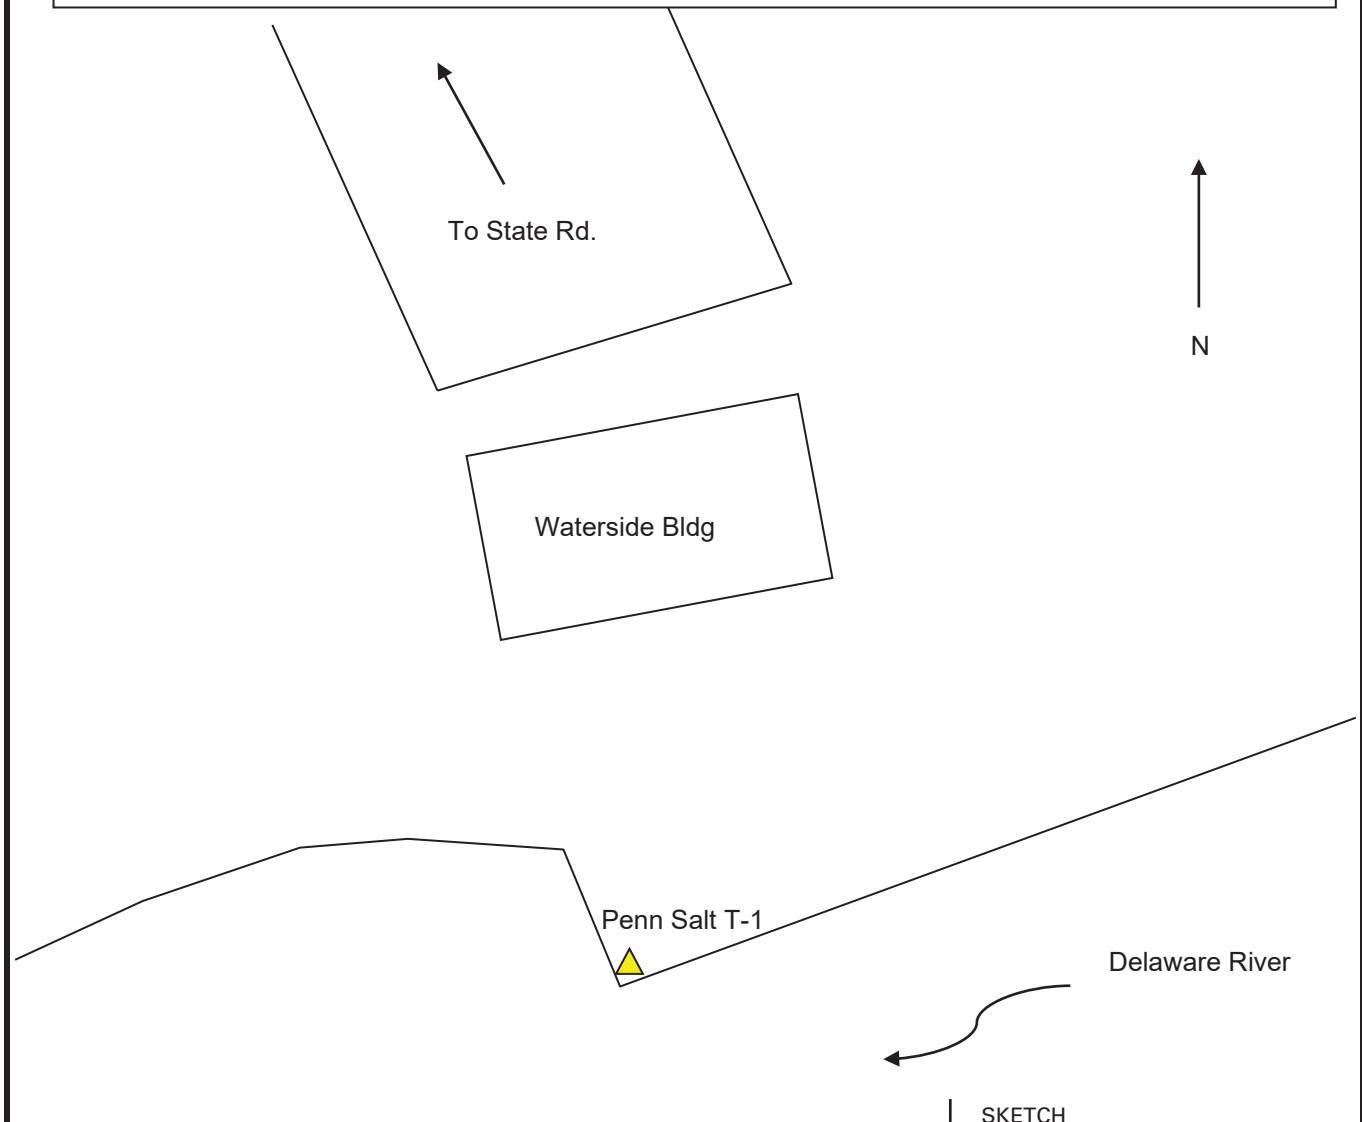 To State Rd.
N
Waterside Bldg
Penn Salt T-1
Delaware River
SKETCH